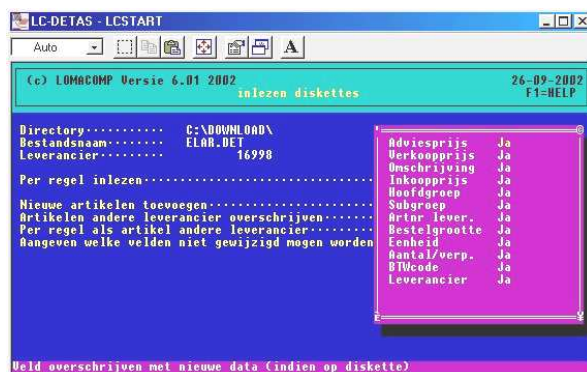 LC-DETAS - LCSTART
Auto
A
(c) LOMACOMP Versie 6.01 2002 26-09-2002
inlezen diskettes F1=HELP
Directory··········· C:\DOWNLOAD\
Bestandsnaam········ ELAR.DET
Leverancier········· 16998
Per regel inlezen
Nieuwe artikelen toevoegen
Artikelen andere leverancier overschrijven
Per regel als artikel andere leverancier
Aangeven welke velden niet gewijzigd mogen worden
Adviesprijs Ja
Verkoopprijs Ja
Omschrijving Ja
Inkoopprijs Ja
Hoofdgroep Ja
Subgroep Ja
Artnr lever. Ja
Bestelgrootte Ja
Eenheid Ja
Aantal/verp. Ja
BTWcode Ja
Leverancier Ja
Veld overschrijven met nieuwe data (indien op diskette)